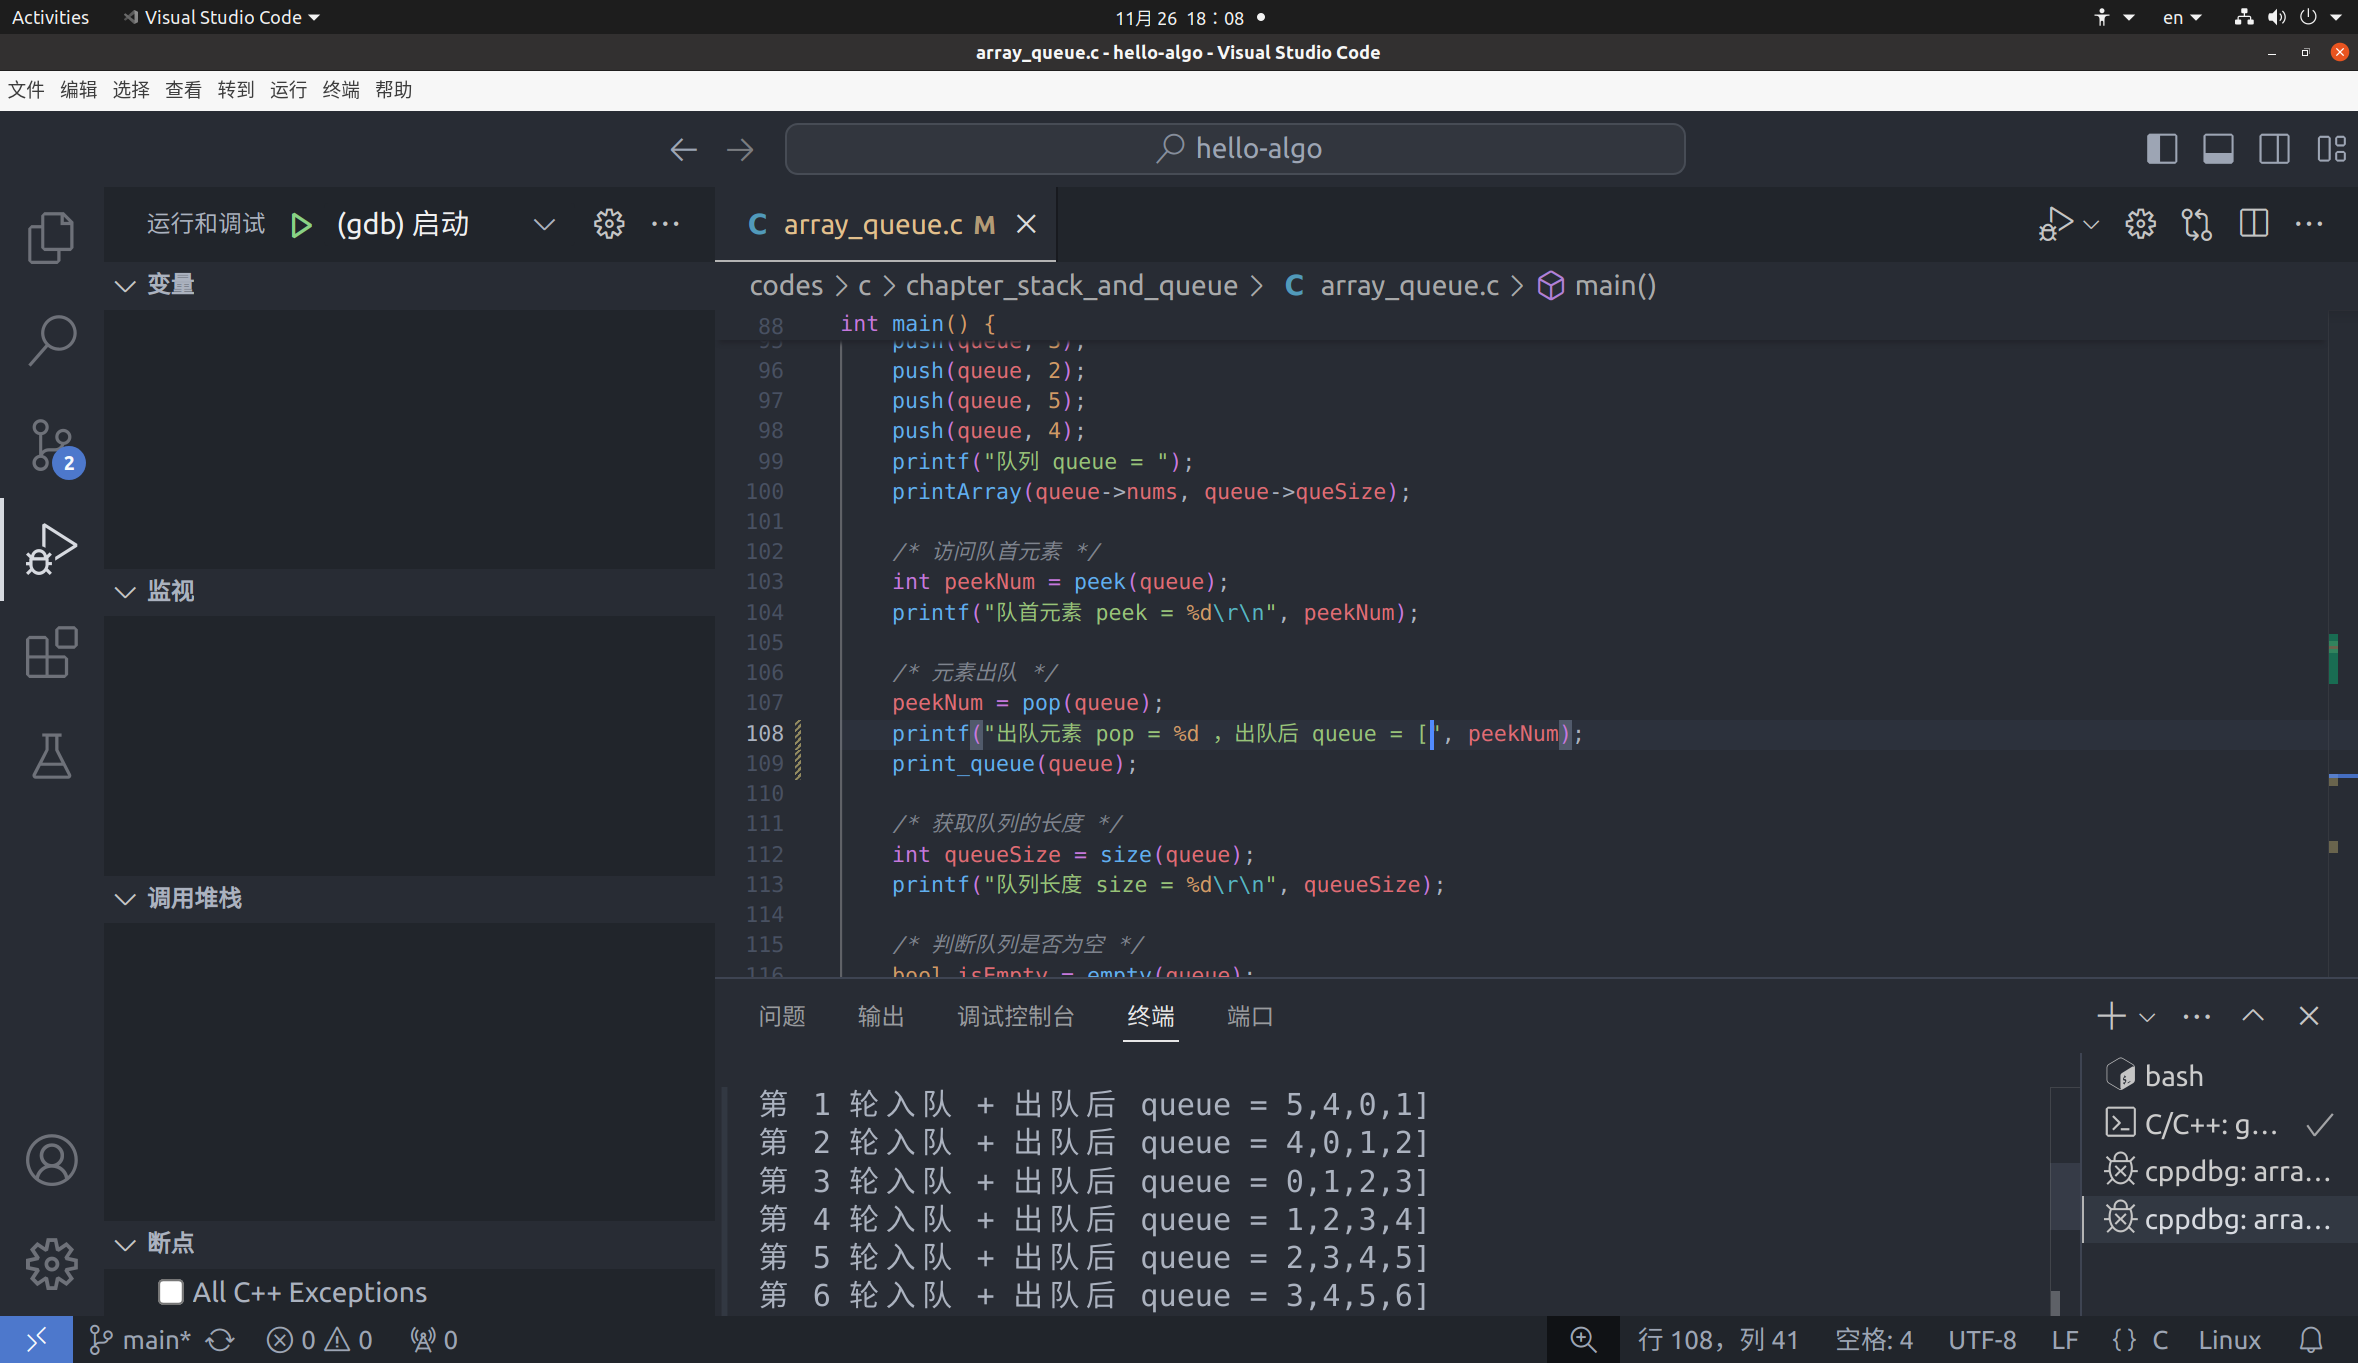 Activities Visual Studio Code 11月 26 18：08 en
array_queue.c - hello-algo - Visual Studio Code
文件 编辑 选择 查看 转到 运行 终端 帮助
hello-algo
运行和调试 (gdb) 启动
变量
监视
调用堆栈
断点
All C++ Exceptions
2
C array_queue.c M
codes > c > chapter_stack_and_queue > C array_queue.c > main()
88 int main() {
95 push(queue, 3);
96 push(queue, 2);
97 push(queue, 5);
98 push(queue, 4);
99 printf("队列 queue = ");
100 printArray(queue->nums, queue->queSize);
101
102 /* 访问队首元素 */
103 int peekNum = peek(queue);
104 printf("队首元素 peek = %d\r\n", peekNum);
105
106 /* 元素出队 */
107 peekNum = pop(queue);
108 printf("出队元素 pop = %d ，出队后 queue = [", peekNum);
109 print_queue(queue);
110
111 /* 获取队列的长度 */
112 int queueSize = size(queue);
113 printf("队列长度 size = %d\r\n", queueSize);
114
115 /* 判断队列是否为空 */
116 bool isEmpty = empty(queue);
问题 输出 调试控制台 终端 端口
第 1 轮入队 + 出队后 queue = 5,4,0,1]
第 2 轮入队 + 出队后 queue = 4,0,1,2]
第 3 轮入队 + 出队后 queue = 0,1,2,3]
第 4 轮入队 + 出队后 queue = 1,2,3,4]
第 5 轮入队 + 出队后 queue = 2,3,4,5]
第 6 轮入队 + 出队后 queue = 3,4,5,6]
bash
C/C++: g...
cppdbg: arra...
cppdbg: arra...
main* 0 0 0 行 108，列 41 空格: 4 UTF-8 LF {} C Linux